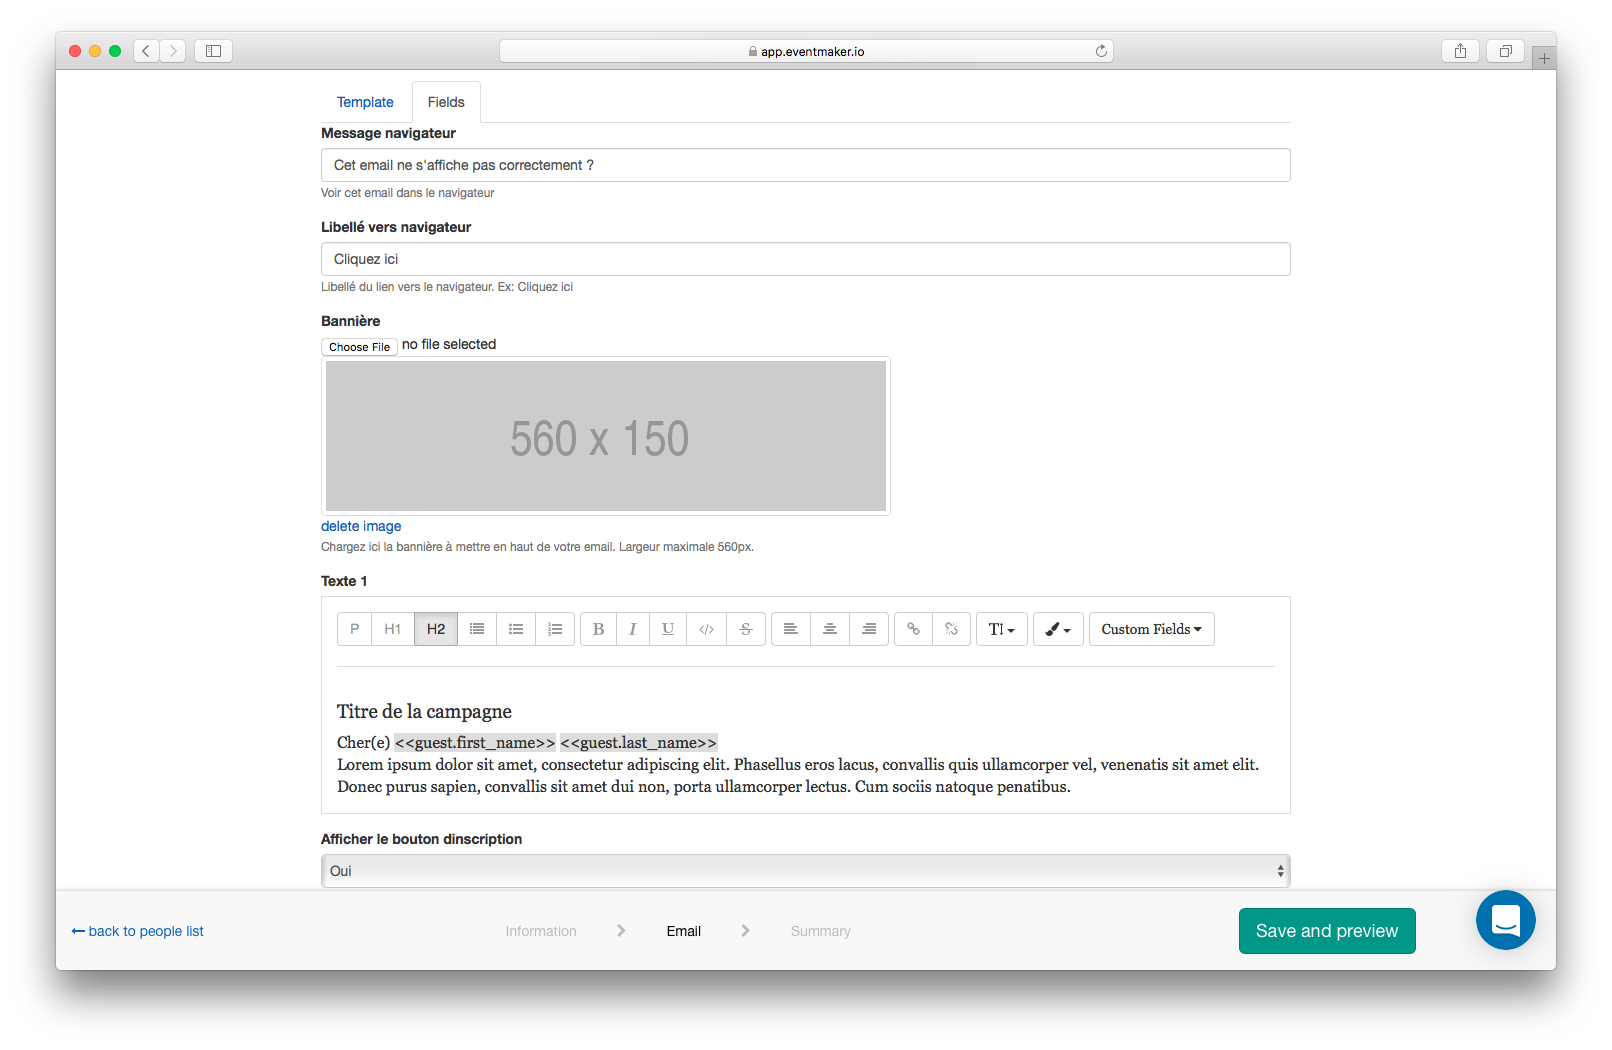 app.eventmaker.io
Template Fields
Message navigateur
Cet email ne s'affiche pas correctement ?
Voir cet email dans le navigateur
Libellé vers navigateur
Cliquez ici
Libellé du lien vers le navigateur. Ex: Cliquez ici
Bannière
Choose File no file selected
560 x 150
delete image
Chargez ici la bannière à mettre en haut de votre email. Largeur maximale 560px.
Texte 1
P H1 H2 B I U </> S T Custom Fields
Titre de la campagne
Cher(e) <<guest.first_name>> <<guest.last_name>>
Lorem ipsum dolor sit amet, consectetur adipiscing elit. Phasellus eros lacus, convallis quis ullamcorper vel, venenatis sit amet elit.
Donec purus sapien, convallis sit amet dui non, porta ullamcorper lectus. Cum sociis natoque penatibus.
Afficher le bouton dinscription
Oui
back to people list Information Email Summary Save and preview